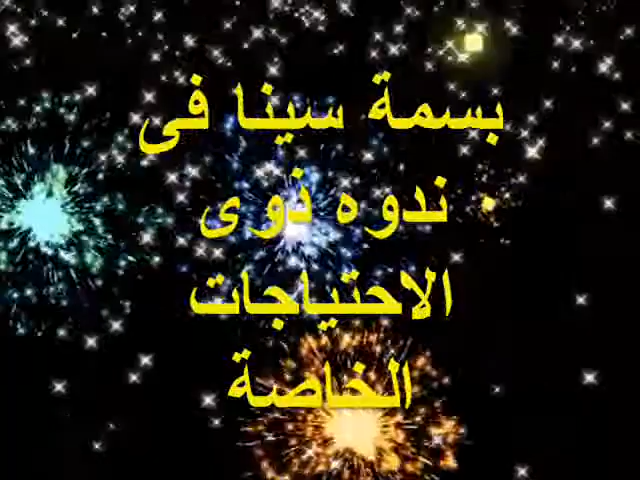 بسمة سينا فى
ندوه ذوى
الاحتياجات
الخاصة